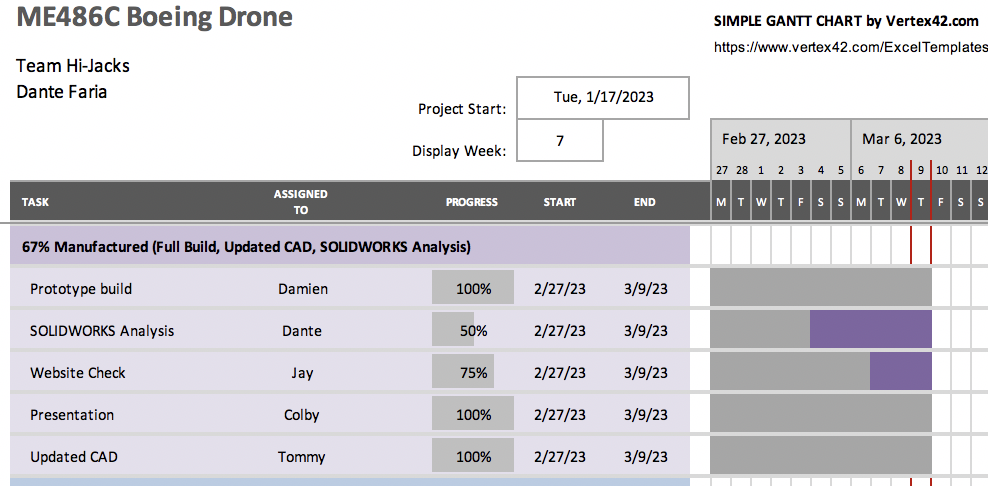 ME486C Boeing Drone
SIMPLE GANTT CHART by Vertex42.com
https://www.vertex42.com/ExcelTemplates
Team Hi-Jacks
Dante Faria
Project Start: Tue, 1/17/2023
Display Week: 7
Feb 27, 2023 Mar 6, 2023
27 28 1 2 3 4 5 6 7 8 9 10 11 12
TASK ASSIGNED TO PROGRESS START END M T W T F S S M T W T F S S
67% Manufactured (Full Build, Updated CAD, SOLIDWORKS Analysis)
Prototype build Damien 100% 2/27/23 3/9/23
SOLIDWORKS Analysis Dante 50% 2/27/23 3/9/23
Website Check Jay 75% 2/27/23 3/9/23
Presentation Colby 100% 2/27/23 3/9/23
Updated CAD Tommy 100% 2/27/23 3/9/23